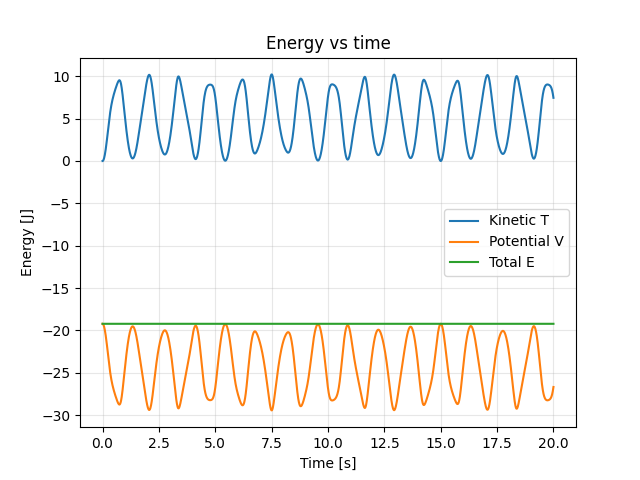 Energy vs time
10
5
0
−5
−10
−15
−20
−25
−30
Energy [J]
Kinetic T
Potential V
Total E
0.0 2.5 5.0 7.5 10.0 12.5 15.0 17.5 20.0
Time [s]